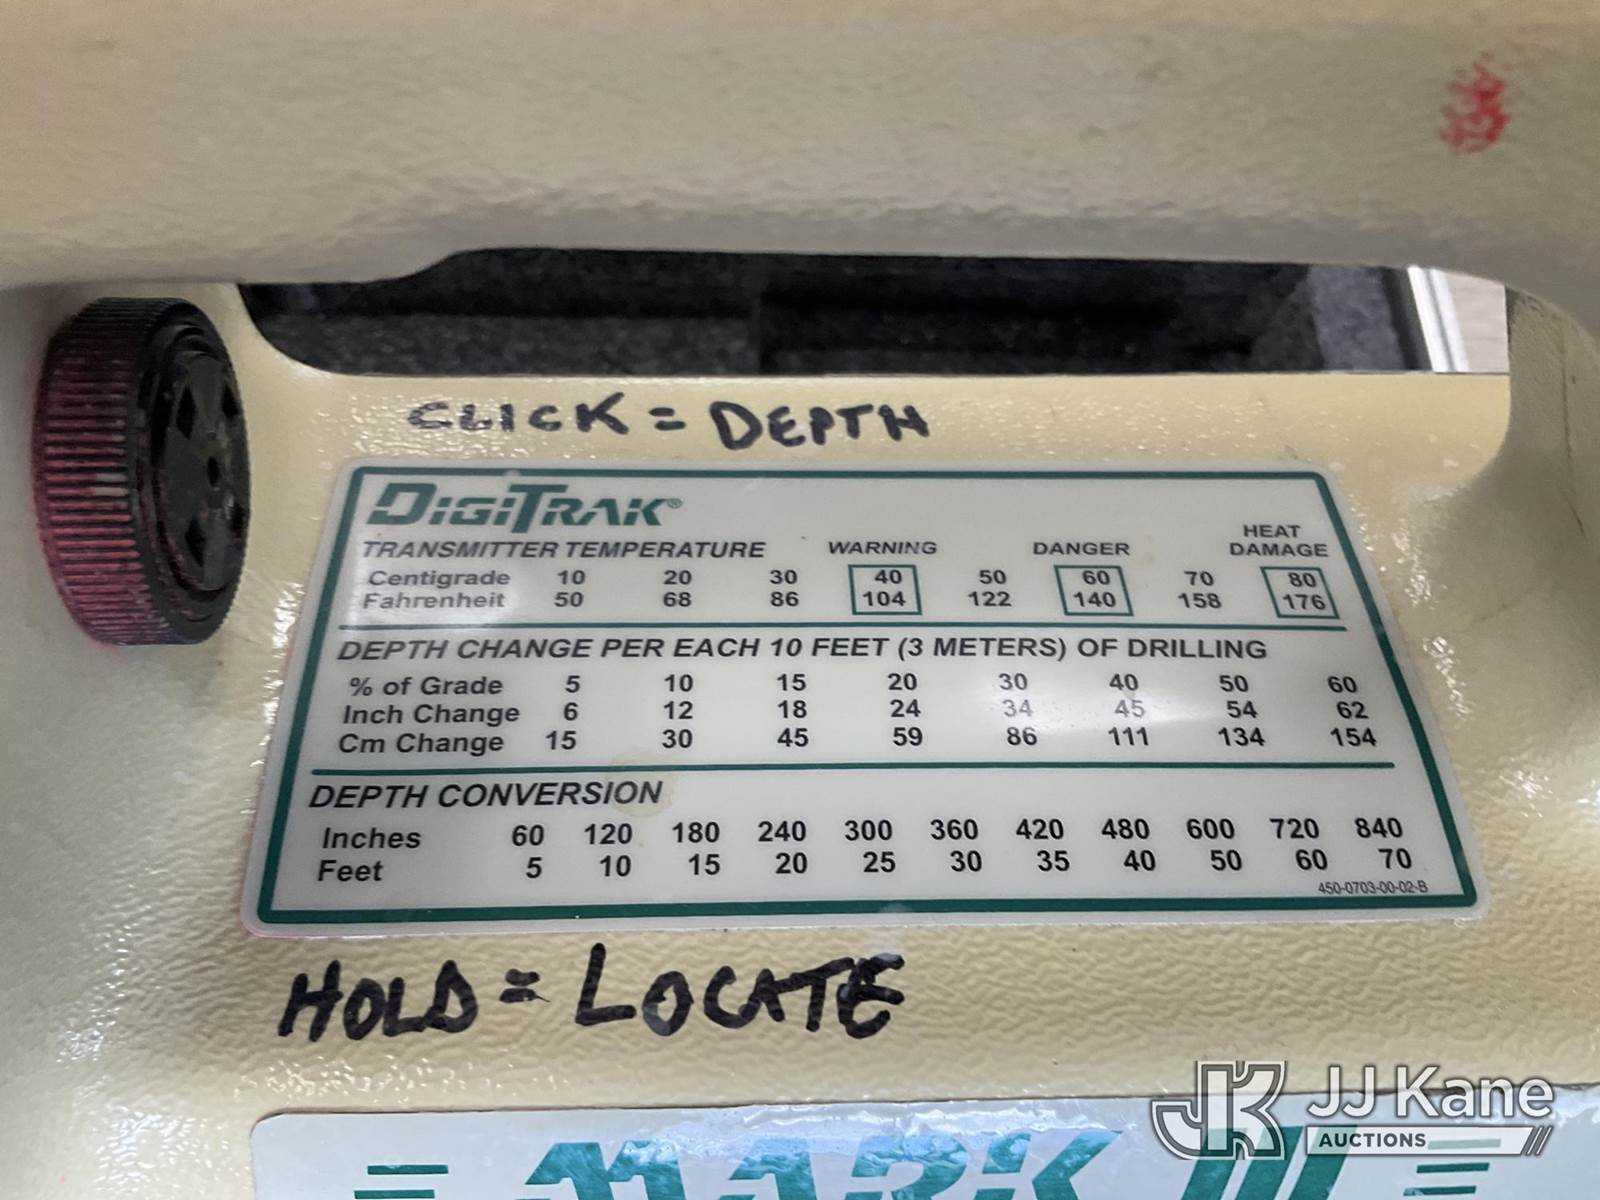 CLICK = DEPTH
DIGITRAK®
TRANSMITTER TEMPERATURE WARNING DANGER HEAT DAMAGE
Centigrade 10 20 30 40 50 60 70 80
Fahrenheit 50 68 86 104 122 140 158 176
DEPTH CHANGE PER EACH 10 FEET (3 METERS) OF DRILLING
% of Grade 5 10 15 20 30 40 50 60
Inch Change 6 12 18 24 34 45 54 62
Cm Change 15 30 45 59 86 111 134 154
DEPTH CONVERSION
Inches 60 120 180 240 300 360 420 480 600 720 840
Feet 5 10 15 20 25 30 35 40 50 60 70
450-0703-00-02-B
HOLD = LOCATE
MARK III
JK JJ Kane
AUCTIONS